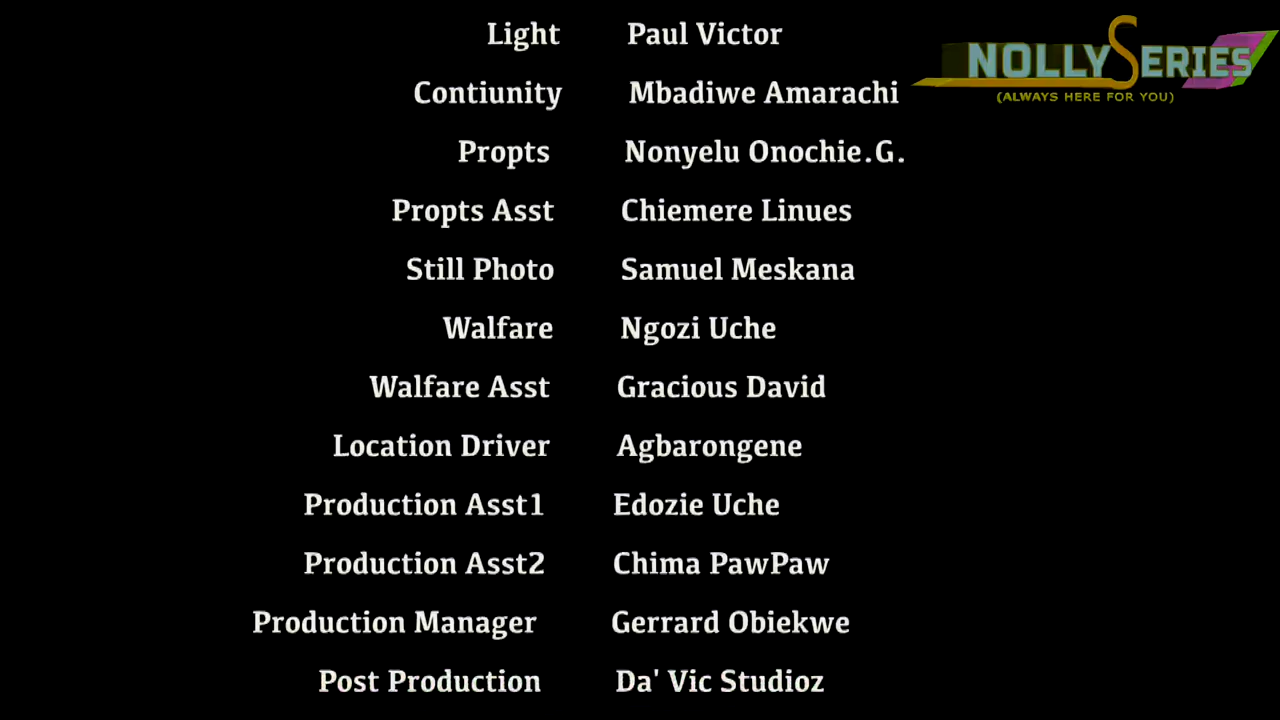 Light Paul Victor
NOLLYSERIES
(ALWAYS HERE FOR YOU)
Contiunity Mbadiwe Amarachi
Propts Nonyelu Onochie.G.
Propts Asst Chiemere Linues
Still Photo Samuel Meskana
Walfare Ngozi Uche
Walfare Asst Gracious David
Location Driver Agbarongene
Production Asst1 Edozie Uche
Production Asst2 Chima PawPaw
Production Manager Gerrard Obiekwe
Post Production Da' Vic Studioz